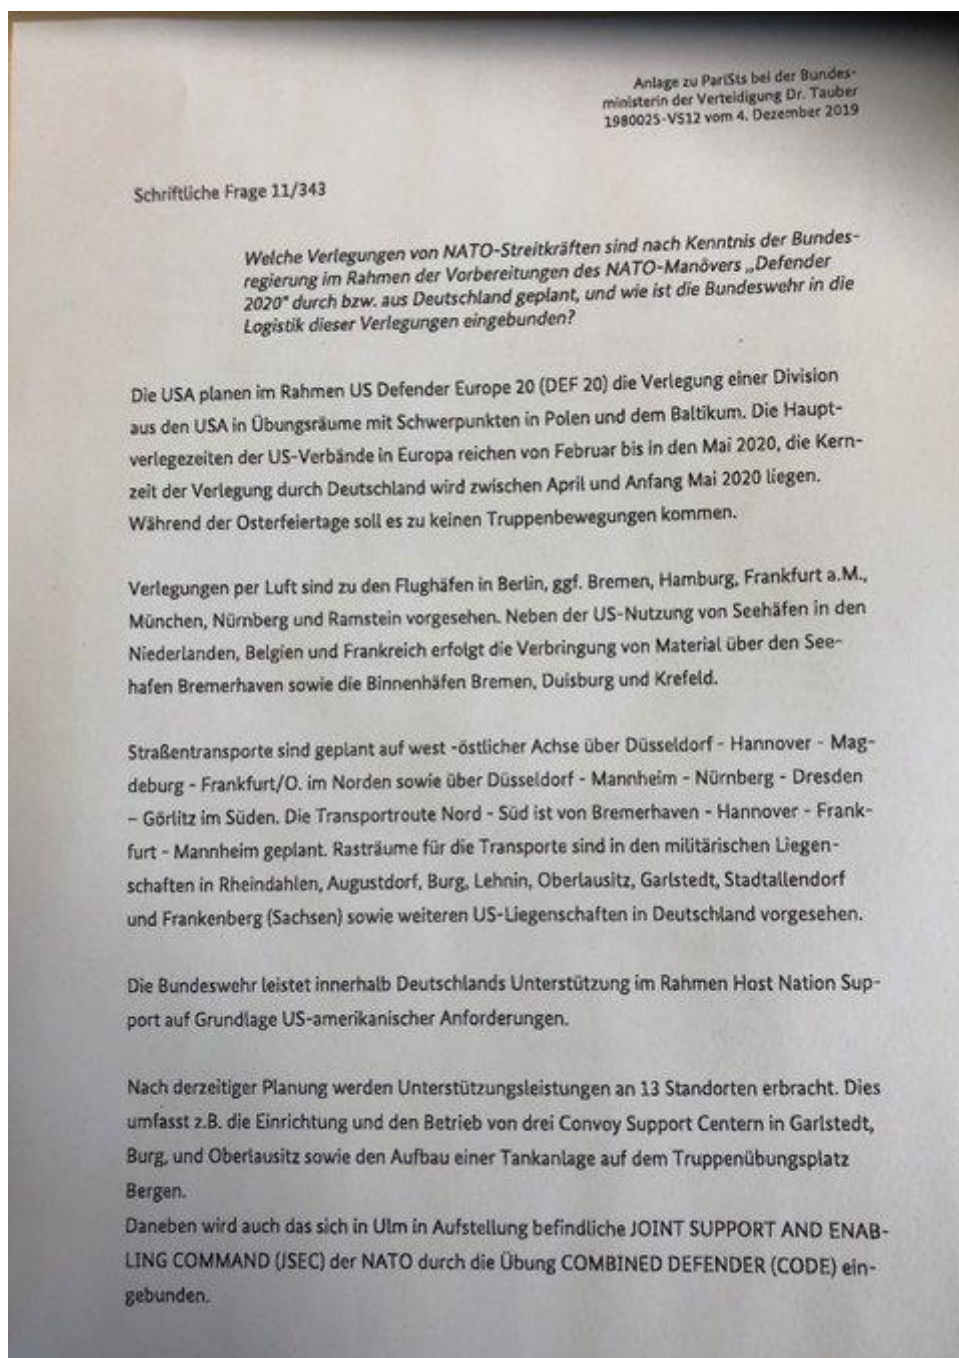 Anlage zu PariSts bei der Bundes-
ministerin der Verteidigung Dr. Tauber
1980025-V512 vom 4. Dezember 2019
Schriftliche Frage 11/343
Welche Verlegungen von NATO-Streitkräften sind nach Kenntnis der Bundes-
regierung im Rahmen der Vorbereitungen des NATO-Manövers „Defender
2020“ durch bzw. aus Deutschland geplant, und wie ist die Bundeswehr in die
Logistik dieser Verlegungen eingebunden?
Die USA planen im Rahmen US Defender Europe 20 (DEF 20) die Verlegung einer Division
aus den USA in Übungsräume mit Schwerpunkten in Polen und dem Baltikum. Die Haupt-
verlegezeiten der US-Verbände in Europa reichen von Februar bis in den Mai 2020, die Kern-
zeit der Verlegung durch Deutschland wird zwischen April und Anfang Mai 2020 liegen.
Während der Osterfeiertage soll es zu keinen Truppenbewegungen kommen.
Verlegungen per Luft sind zu den Flughäfen in Berlin, ggf. Bremen, Hamburg, Frankfurt a.M.,
München, Nürnberg und Ramstein vorgesehen. Neben der US-Nutzung von Seehäfen in den
Niederlanden, Belgien und Frankreich erfolgt die Verbringung von Material über den See-
hafen Bremerhaven sowie die Binnenhäfen Bremen, Duisburg und Krefeld.
Straßentransporte sind geplant auf west -östlicher Achse über Düsseldorf - Hannover - Mag-
deburg - Frankfurt/O. im Norden sowie über Düsseldorf - Mannheim - Nürnberg - Dresden
– Görlitz im Süden. Die Transportroute Nord - Süd ist von Bremerhaven - Hannover - Frank-
furt - Mannheim geplant. Rasträume für die Transporte sind in den militärischen Liegen-
schaften in Rheindahlen, Augustdorf, Burg, Lehnin, Oberlausitz, Garlstedt, Stadtallendorf
und Frankenberg (Sachsen) sowie weiteren US-Liegenschaften in Deutschland vorgesehen.
Die Bundeswehr leistet innerhalb Deutschlands Unterstützung im Rahmen Host Nation Sup-
port auf Grundlage US-amerikanischer Anforderungen.
Nach derzeitiger Planung werden Unterstützungsleistungen an 13 Standorten erbracht. Dies
umfasst z.B. die Einrichtung und den Betrieb von drei Convoy Support Centern in Garlstedt,
Burg, und Oberlausitz sowie den Aufbau einer Tankanlage auf dem Truppenübungsplatz
Bergen.
Daneben wird auch das sich in Ulm in Aufstellung befindliche JOINT SUPPORT AND ENAB-
LING COMMAND (JSEC) der NATO durch die Übung COMBINED DEFENDER (CODE) ein-
gebunden.